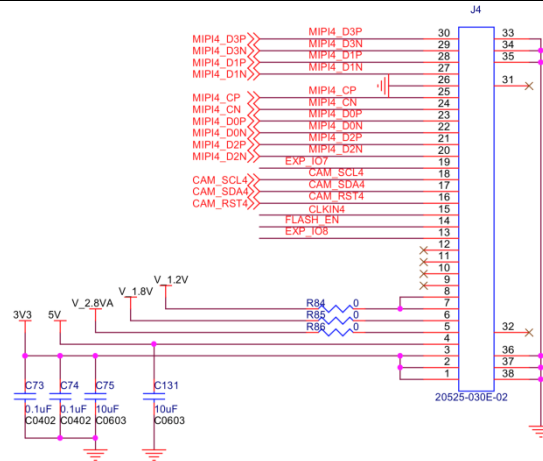 J4
MIPI4_D3P MIPI4_D3P 30 33
MIPI4_D3N MIPI4_D3N 29 34
MIPI4_D1P MIPI4_D1P 28 35
MIPI4_D1N MIPI4_D1N 27
26 31
MIPI4_CP MIPI4_CP 25
MIPI4_CN MIPI4_CN 24
MIPI4_D0P MIPI4_D0P 23
MIPI4_D0N MIPI4_D0N 22
MIPI4_D2P MIPI4_D2P 21
MIPI4_D2N MIPI4_D2N 20
EXP_IO7 19
CAM_SCL4 CAM_SCL4 18
CAM_SDA4 CAM_SDA4 17
CAM_RST4 CAM_RST4 16
CLKIN4 15
FLASH_EN 14
EXP_IO8 13
12
11
10
9
V_1.2V 8
V_1.8V R84 0 7
V_2.8VA R85 0 6
3V3 5V R86 0 5 32
4
3 36
2 37
1 38
20525-030E-02
C73 C74 C75 C131
0.1uF 0.1uF 10uF 10uF
C0402 C0402 C0603 C0603